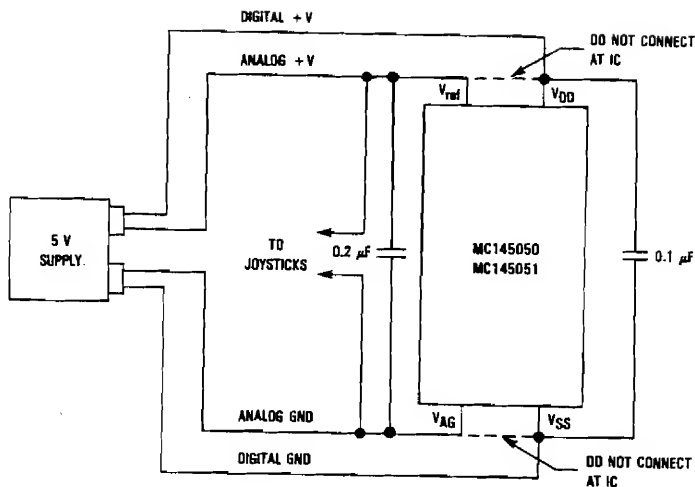 DIGITAL +V
ANALOG +V
DO NOT CONNECT
AT IC
Vref
VDD
5 V
SUPPLY
TO
JOYSTICKS
0.2 μF
MC145050
MC145051
0.1 μF
ANALOG GND
VAG
VSS
DIGITAL GND
DO NOT CONNECT
AT IC